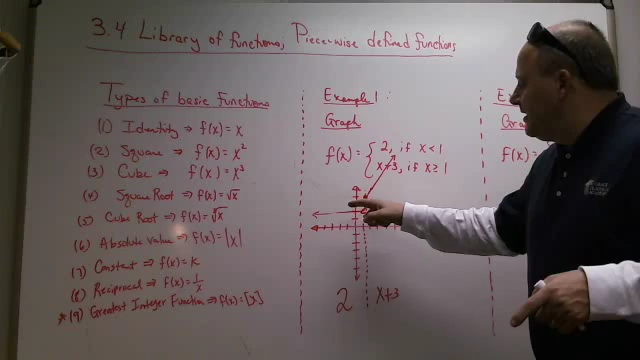 3.4 Library of functions; Piecewise defined functions
Types of basic Functions
(1) Identity ⇒ f(x) = x
(2) Square ⇒ f(x) = x²
(3) Cube ⇒ f(x) = x³
(4) Square Root ⇒ f(x) = √x
(5) Cube Root ⇒ f(x) = √x
(6) Absolute Value ⇒ f(x) = |x|
(7) Constant ⇒ f(x) = k
(8) Reciprocal ⇒ f(x) = 1/x
*(9) Greatest Integer Function ⇒ f(x) = [x]
Example 1:
Graph
f(x) = { 2, if x < 1
x+3, if x ≥ 1
2
x+3
f(x) =